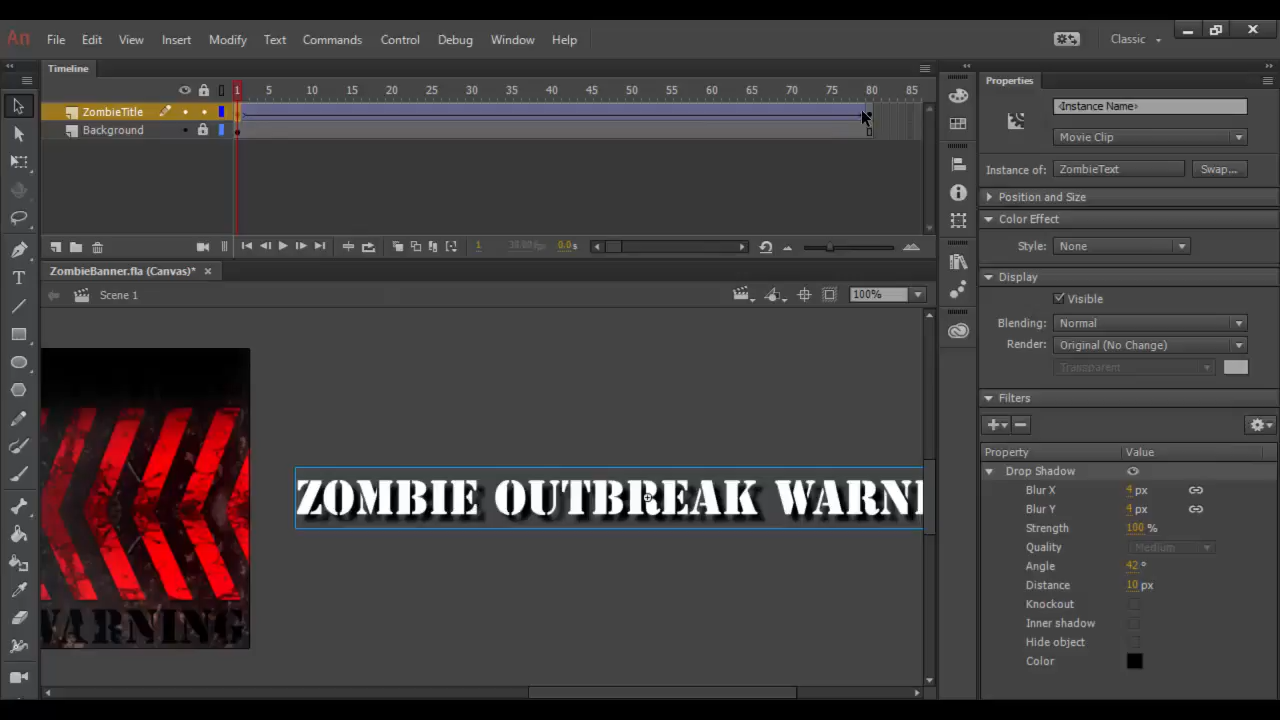 An File Edit View Insert Modify Text Commands Control Debug Window Help Classic
Timeline
1 5 10 15 20 25 30 35 40 45 50 55 60 65 70 75 80 85
ZombieTitle
Background
1 30.00 fps 0.0 s
ZombieBanner.fla (Canvas)* ×
Scene 1
100%
WARNING
ZOMBIE OUTBREAK WARNI
Properties
<Instance Name>
Movie Clip
Instance of: ZombieText Swap...
Position and Size
Color Effect
Style: None
Display
Visible
Blending: Normal
Render: Original (No Change)
Transparent
Filters
Property Value
Drop Shadow
Blur X 4 px
Blur Y 4 px
Strength 100 %
Quality Medium
Angle 42 °
Distance 10 px
Knockout
Inner shadow
Hide object
Color